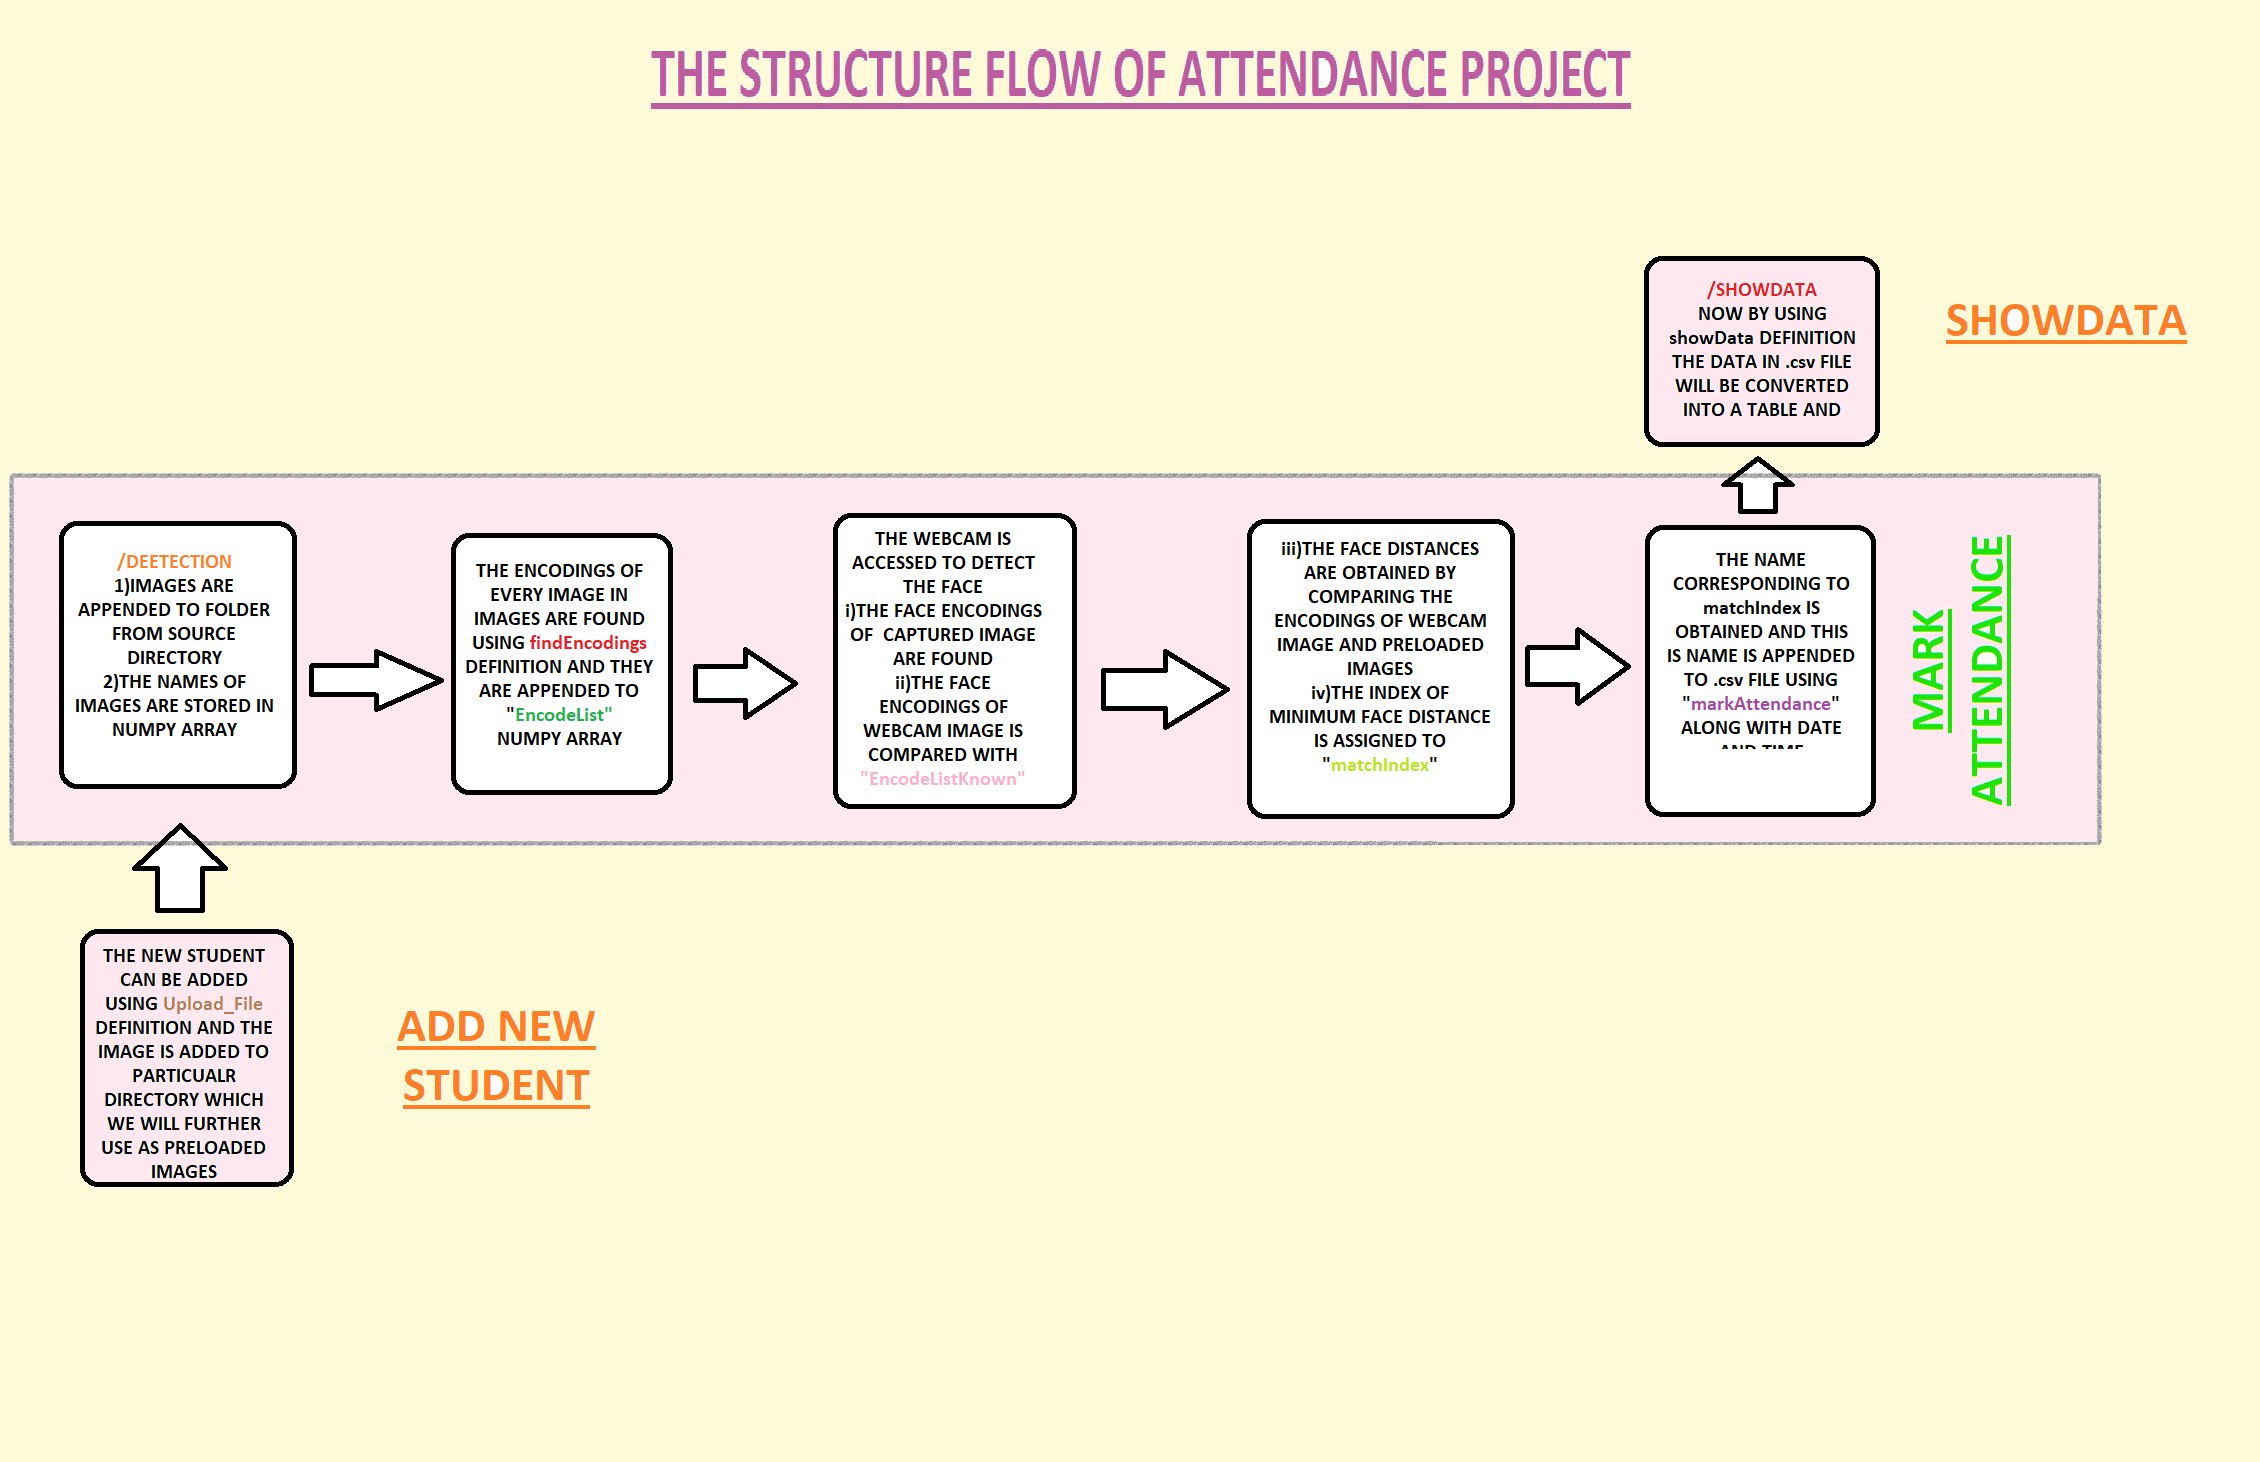 THE STRUCTURE FLOW OF ATTENDANCE PROJECT
/SHOWDATA
NOW BY USING
showData DEFINITION
THE DATA IN .csv FILE
WILL BE CONVERTED
INTO A TABLE AND
SHOWDATA
/DEETECTION
1)IMAGES ARE
APPENDED TO FOLDER
FROM SOURCE
DIRECTORY
2)THE NAMES OF
IMAGES ARE STORED IN
NUMPY ARRAY
THE ENCODINGS OF
EVERY IMAGE IN
IMAGES ARE FOUND
USING findEncodings
DEFINITION AND THEY
ARE APPENDED TO
"EncodeList"
NUMPY ARRAY
THE WEBCAM IS
ACCESSED TO DETECT
THE FACE
i)THE FACE ENCODINGS
OF CAPTURED IMAGE
ARE FOUND
ii)THE FACE
ENCODINGS OF
WEBCAM IMAGE IS
COMPARED WITH
"EncodeListKnown"
iii)THE FACE DISTANCES
ARE OBTAINED BY
COMPARING THE
ENCODINGS OF WEBCAM
IMAGE AND PRELOADED
IMAGES
iv)THE INDEX OF
MINIMUM FACE DISTANCE
IS ASSIGNED TO
"matchIndex"
THE NAME
CORRESPONDING TO
matchIndex IS
OBTAINED AND THIS
IS NAME IS APPENDED
TO .csv FILE USING
"markAttendance"
ALONG WITH DATE
AND TIME
MARK
ATTENDANCE
THE NEW STUDENT
CAN BE ADDED
USING Upload_File
DEFINITION AND THE
IMAGE IS ADDED TO
PARTICUALR
DIRECTORY WHICH
WE WILL FURTHER
USE AS PRELOADED
IMAGES
ADD NEW
STUDENT